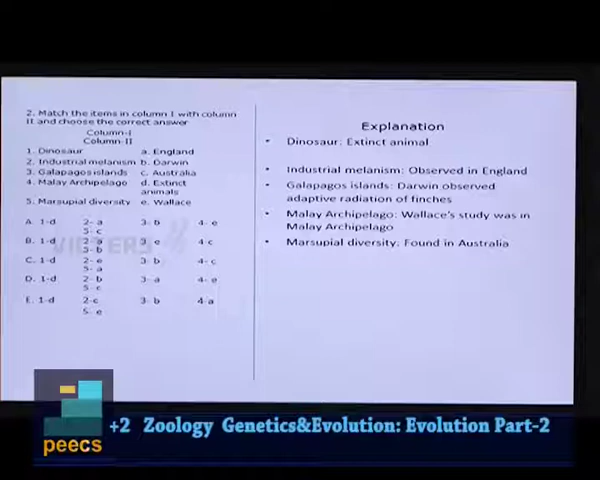 2. Match the items in column I with column
II and choose the correct answer
Column-I
Column-II
1. Dinosaur a. England
2. Industrial melanism b. Darwin
3. Galapagos islands c. Australia
4. Malay Archipelago d. Extinct
animals
5. Marsupial diversity e. Wallace
A. 1-d 2- a 3- b 4- e
5- c
B. 1-d 2- a 3- e 4 c
5- b
C. 1-d 2- e 3- b 4- c
5- a
D. 1-d 2- b 3- a 4- e
5- c
E. 1-d 2-c 3- b 4-a
5- e
VICTERS
Explanation
• Dinosaur: Extinct animal
• Industrial melanism: Observed in England
• Galapagos islands: Darwin observed
adaptive radiation of finches
• Malay Archipelago: Wallace's study was in
Malay Archipelago
• Marsupial diversity: Found in Australia
peecs
+2 Zoology Genetics&Evolution: Evolution Part-2